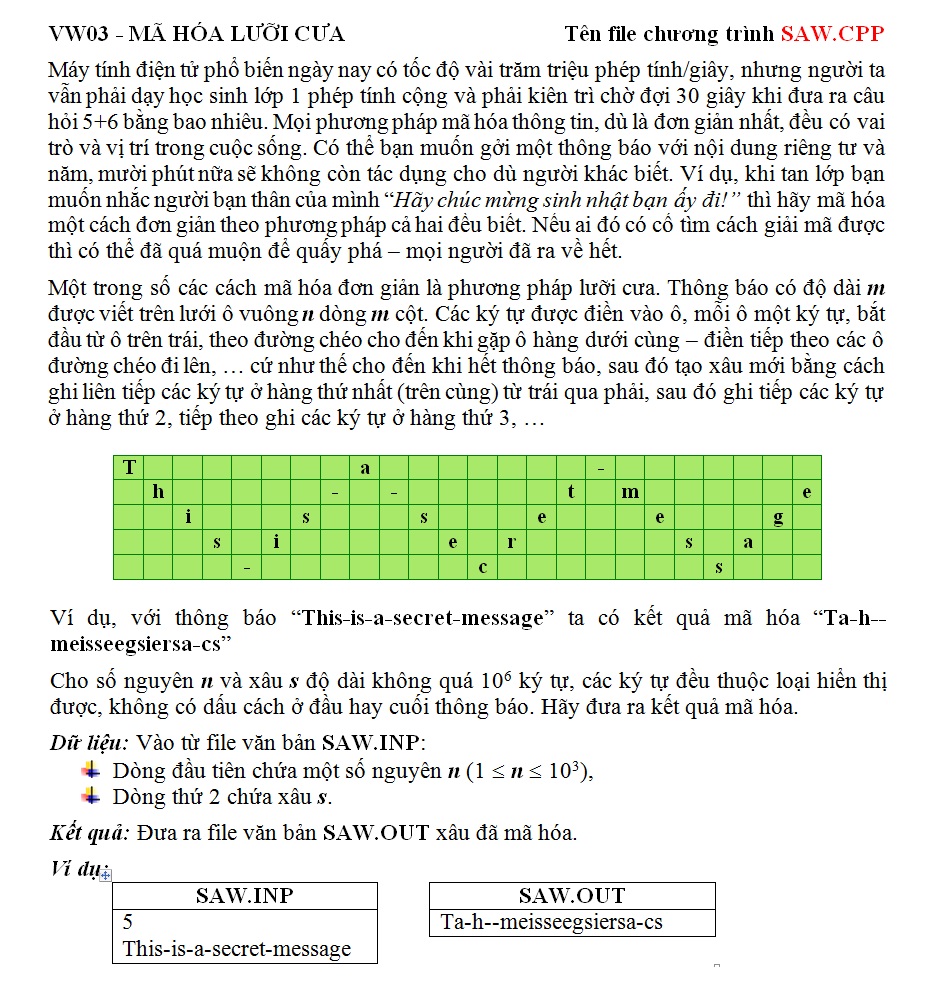 VW03 - MÃ HÓA LƯỠI CƯA Tên file chương trình SAW.CPP
Máy tính điện tử phổ biến ngày nay có tốc độ vài trăm triệu phép tính/giây, nhưng người ta
vẫn phải dạy học sinh lớp 1 phép tính cộng và phải kiên trì chờ đợi 30 giây khi đưa ra câu
hỏi 5+6 bằng bao nhiêu. Mọi phương pháp mã hóa thông tin, dù là đơn giản nhất, đều có vai
trò và vị trí trong cuộc sống. Có thể bạn muốn gởi một thông báo với nội dung riêng tư và
năm, mười phút nữa sẽ không còn tác dụng cho dù người khác biết. Ví dụ, khi tan lớp bạn
muốn nhắc người bạn thân của mình “Hãy chúc mừng sinh nhật bạn ấy đi!” thì hãy mã hóa
một cách đơn giản theo phương pháp cả hai đều biết. Nếu ai đó có cố tìm cách giải mã được
thì có thể đã quá muộn để quấy phá – mọi người đã ra về hết.
Một trong số các cách mã hóa đơn giản là phương pháp lưỡi cưa. Thông báo có độ dài m
được viết trên lưới ô vuông n dòng m cột. Các ký tự được điền vào ô, mỗi ô một ký tự, bắt
đầu từ ô trên trái, theo đường chéo cho đến khi gặp ô hàng dưới cùng – điền tiếp theo các ô
đường chéo đi lên, … cứ như thế cho đến khi hết thông báo, sau đó tạo xâu mới bằng cách
ghi liên tiếp các ký tự ở hàng thứ nhất (trên cùng) từ trái qua phải, sau đó ghi tiếp các ký tự
ở hàng thứ 2, tiếp theo ghi các ký tự ở hàng thứ 3, …
T a -
h - - t m e
i s s e e g
s i e r s a
- c s
Ví dụ, với thông báo “This-is-a-secret-message” ta có kết quả mã hóa “Ta-h--
meisseegsiersa-cs”
Cho số nguyên n và xâu s độ dài không quá 10⁶ ký tự, các ký tự đều thuộc loại hiển thị
được, không có dấu cách ở đầu hay cuối thông báo. Hãy đưa ra kết quả mã hóa.
Dữ liệu: Vào từ file văn bản SAW.INP:
Dòng đầu tiên chứa một số nguyên n (1 ≤ n ≤ 10³),
Dòng thứ 2 chứa xâu s.
Kết quả: Đưa ra file văn bản SAW.OUT xâu đã mã hóa.
Ví dụ:
SAW.INP SAW.OUT
5 Ta-h--meisseegsiersa-cs
This-is-a-secret-message